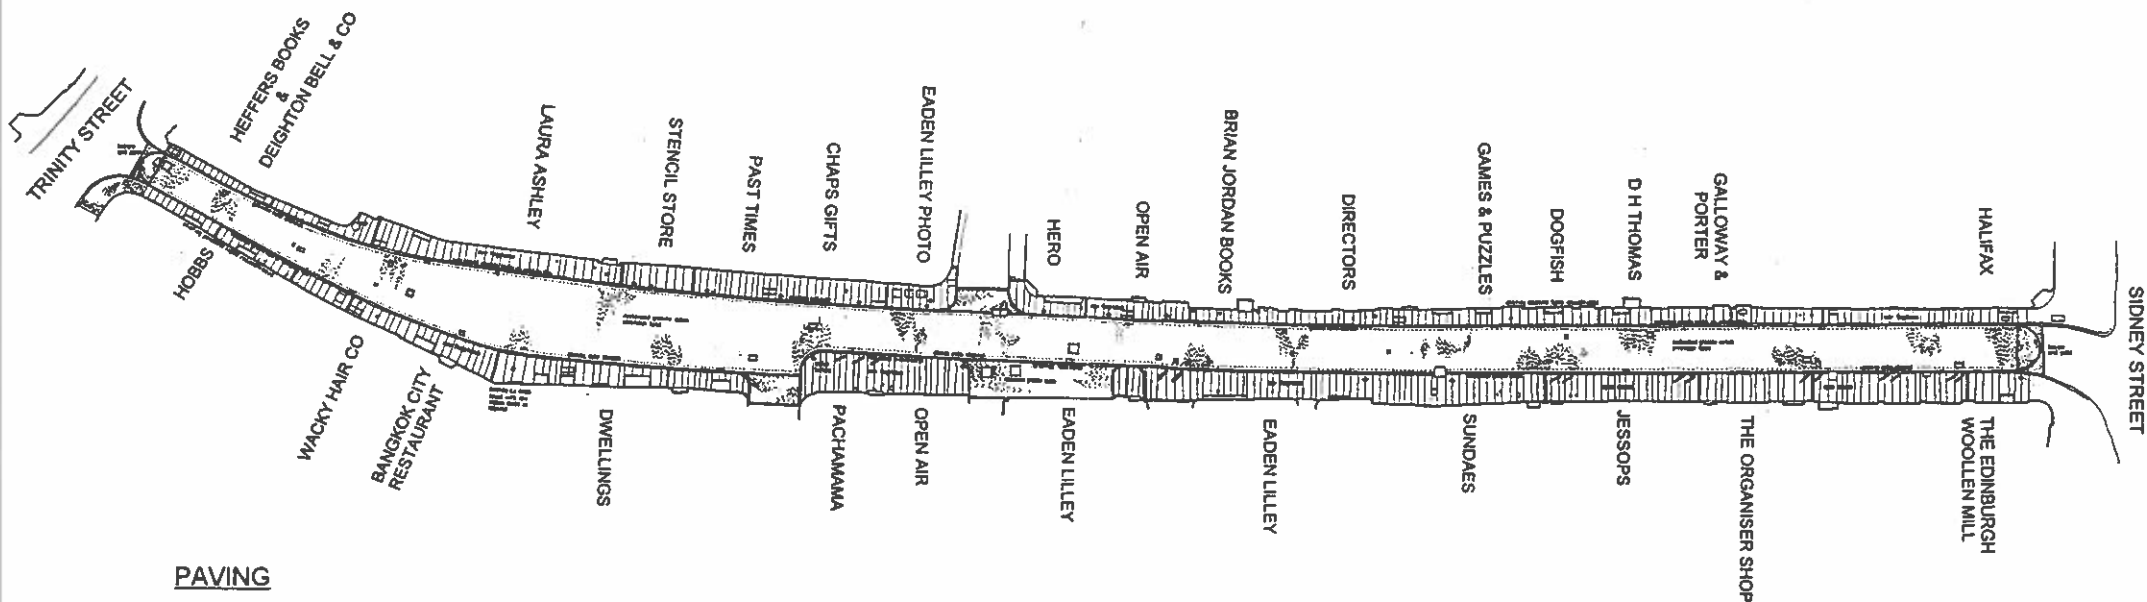 TRINITY STREET
HEFFERS BOOKS
&
DEIGHTON BELL & CO
LAURA ASHLEY
STENCIL STORE
PAST TIMES
CHAPS GIFTS
EADEN LILLEY PHOTO
HERO
OPEN AIR
BRIAN JORDAN BOOKS
DIRECTORS
GAMES & PUZZLES
DOGFISH
D H THOMAS
GALLOWAY &
PORTER
HALIFAX
SIDNEY STREET
HOBBS
WACKY HAIR CO
BANGKOK CITY
RESTAURANT
DWELLINGS
PACHAMAMA
OPEN AIR
EADEN LILLEY
EADEN LILLEY
SUNDAES
JESSOPS
THE ORGANISER SHOP
THE EDINBURGH
WOOLLEN MILL
PAVING